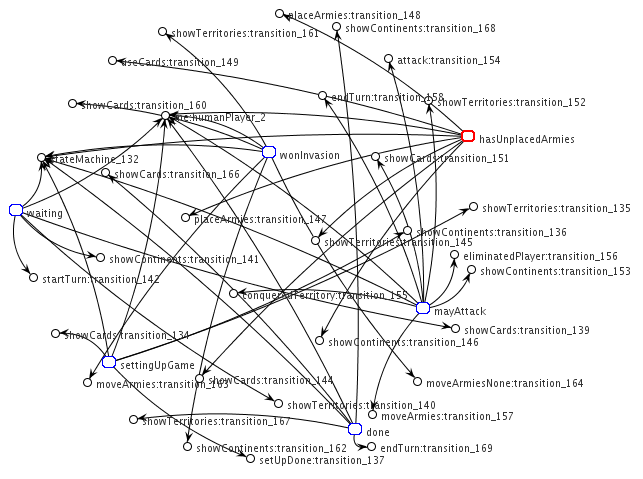 placeArmies:transition_148
showContinents:transition_168
showTerritories:transition_161
attack:transition_154
useCards:transition_149
endTurn:transition_158
showTerritories:transition_152
showCards:transition_160
me:humanPlayer_2
hasUnplacedArmies
wonInvasion
showCards:transition_151
stateMachine_132
showCards:transition_166
showTerritories:transition_135
waiting
placeArmies:transition_147
showContinents:transition_136
showTerritories:transition_145
eliminatedPlayer:transition_156
showContinents:transition_141
showContinents:transition_153
startTurn:transition_142
conqueredTerritory:transition_155
mayAttack
showCards:transition_139
showCards:transition_134
showContinents:transition_146
settingUpGame
showCards:transition_144
moveArmies:transition_163
moveArmiesNone:transition_164
showTerritories:transition_140
moveArmies:transition_157
showTerritories:transition_167
done
showContinents:transition_162
endTurn:transition_169
setUpDone:transition_137